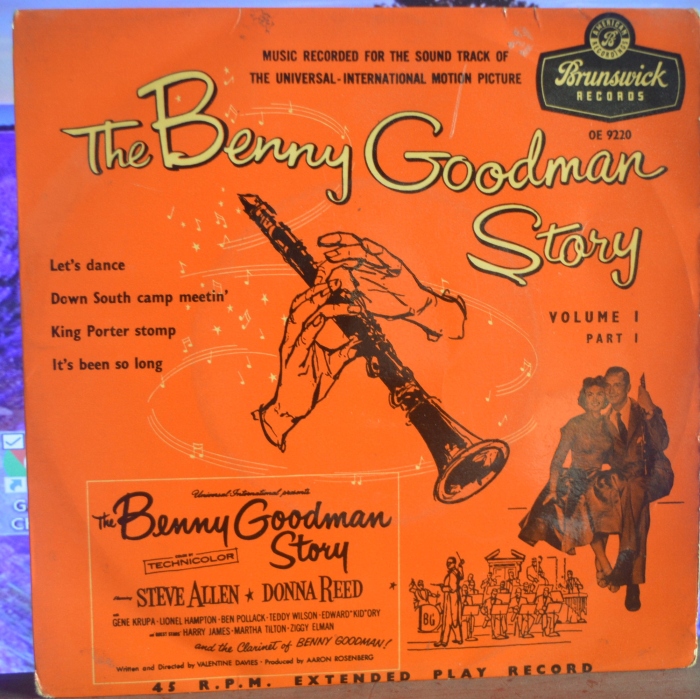 MUSIC RECORDED FOR THE SOUND TRACK OF
THE UNIVERSAL-INTERNATIONAL MOTION PICTURE
AMERICAN
B
RECORDINGS
Brunswick
RECORDS
OE 9220
The Benny Goodman
Story
VOLUME I
PART I
Let's dance
Down South camp meetin'
King Porter stomp
It's been so long
Universal-International presents
The Benny Goodman
Story
TECHNICOLOR
STEVE ALLEN ★ DONNA REED
GENE KRUPA · LIONEL HAMPTON · BEN POLLACK · TEDDY WILSON · EDWARD "KID" ORY
HARRY JAMES · MARTHA TILTON · ZIGGY ELMAN
and the Clarinet of BENNY GOODMAN!
Written and Directed by VALENTINE DAVIES · Produced by AARON ROSENBERG
BG
45 R.P.M. EXTENDED PLAY RECORD